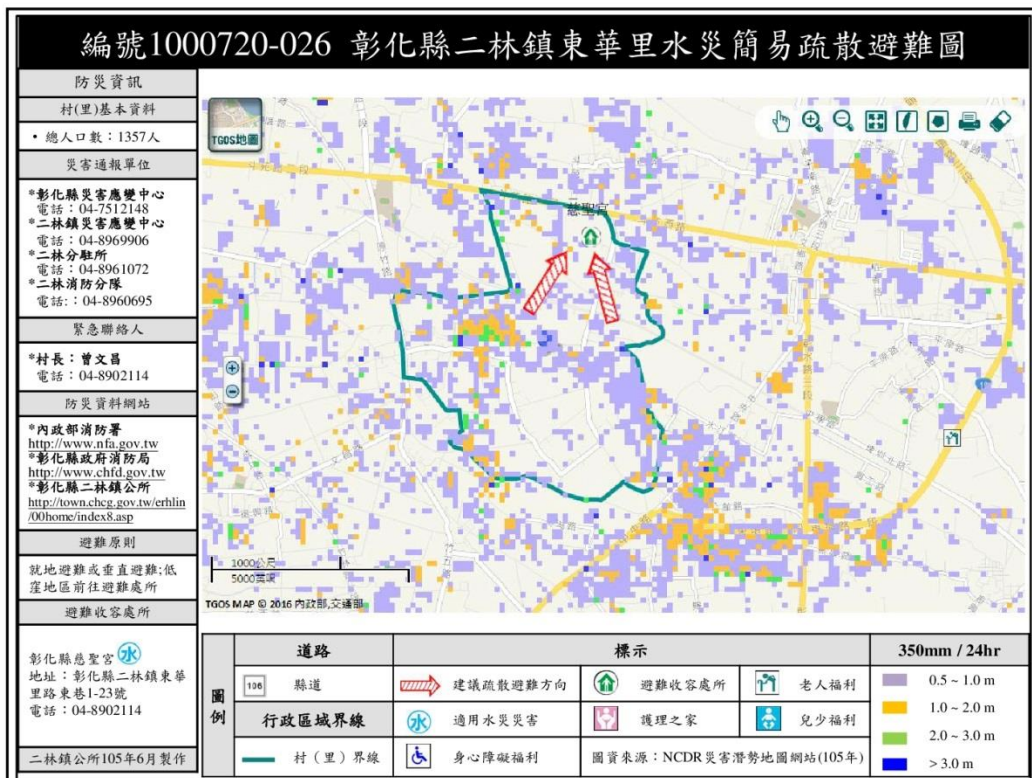 編號1000720-026 彰化縣二林鎮東華里水災簡易疏散避難圖
防災資訊
村(里)基本資料
• 總人口數：1357人
災害通報單位
*彰化縣災害應變中心
電話：04-7512148
*二林鎮災害應變中心
電話：04-8969906
*二林分駐所
電話：04-8961072
*二林消防分隊
電話:：04-8960695
緊急聯絡人
*村長：曾文昌
電話：04-8902114
防災資料網站
*內政部消防署
http://www.nfa.gov.tw
*彰化縣政府消防局
http://www.chfd.gov.tw
*彰化縣二林鎮公所
http://town.chcg.gov.tw/erhlin
/00home/index8.asp
避難原則
就地避難或垂直避難;低
窪地區前往避難處所
避難收容處所
彰化縣慈聖宮 水
地址：彰化縣二林鎮東華
里路東巷1-23號
電話：04-8902114
二林鎮公所105年6月製作
TGOS地圖
慈聖宮
1000公尺
5000英呎
TGOS MAP © 2016 內政部,交通部
圖例
道路
標示
350mm / 24hr
106 縣道
建議疏散避難方向
避難收容處所
老人福利
0.5 ~ 1.0 m
行政區域界線
水 適用水災災害
護理之家
兒少福利
1.0 ~ 2.0 m
村（里）界線
身心障礙福利
圖資來源：NCDR災害潛勢地圖網站(105年)
2.0 ~ 3.0 m
> 3.0 m